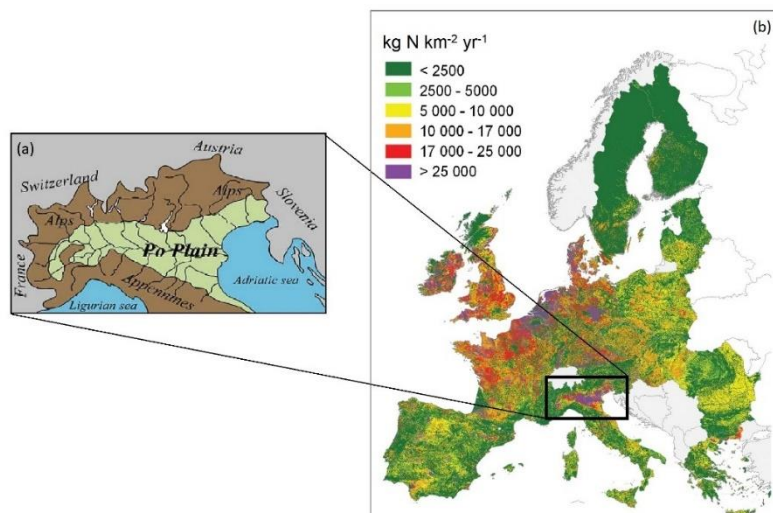 (a)
Austria
Switzerland
Alps
Alps
Slovenia
France
Po Plain
Appennines
Adriatic sea
Ligurian sea
(b)
kg N km-2 yr-1
< 2500
2500 - 5000
5 000 - 10 000
10 000 - 17 000
17 000 - 25 000
> 25 000